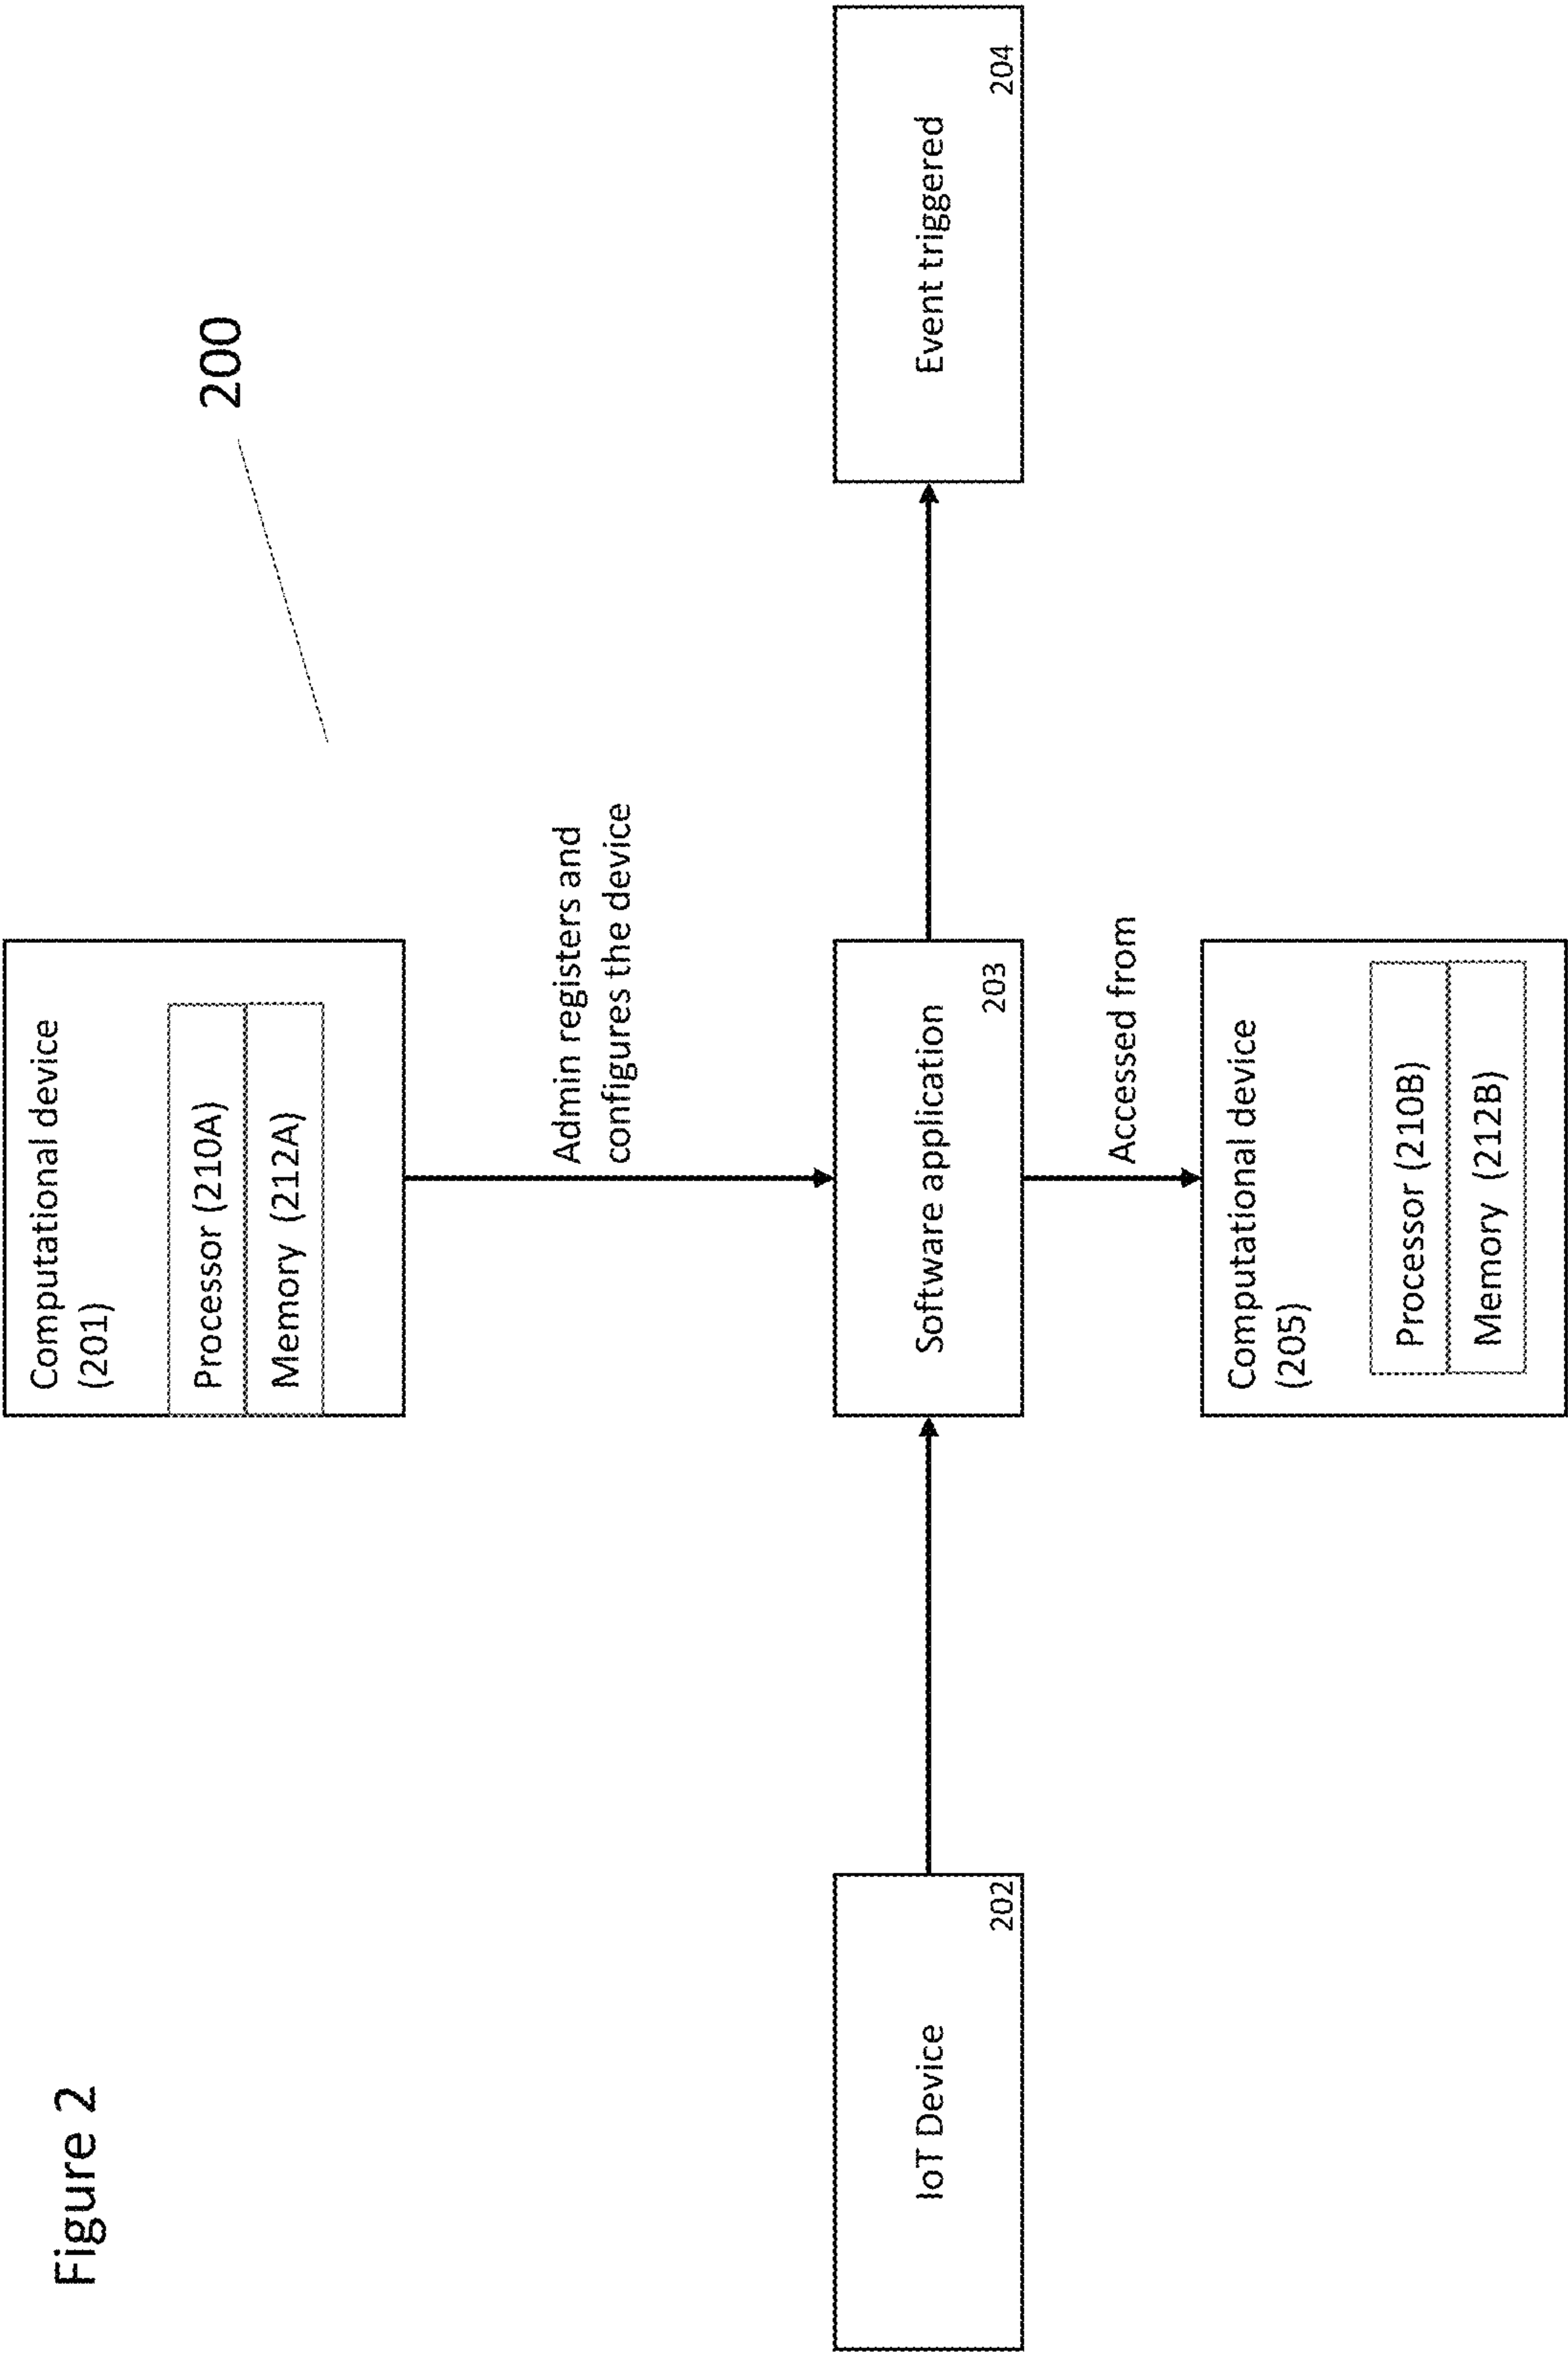 Figure 2
200
Computational device
(201)
Processor (210A)
Memory (212A)
Admin registers and
configures the device
IoT Device
202
Software application
203
Event triggered
204
Accessed from
Computational device
(205)
Processor (210B)
Memory (212B)